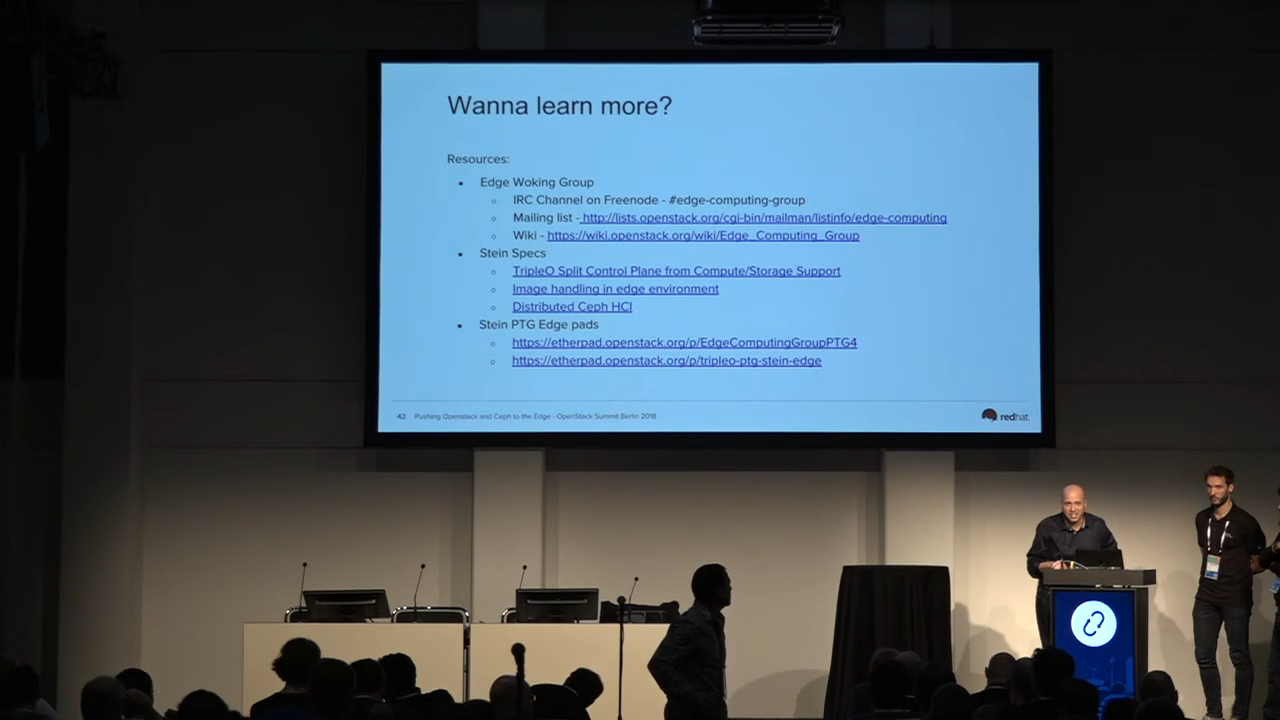 Wanna learn more?
Resources:
Edge Woking Group
IRC Channel on Freenode - #edge-computing-group
Mailing list - http://lists.openstack.org/cgi-bin/mailman/listinfo/edge-computing
Wiki - https://wiki.openstack.org/wiki/Edge_Computing_Group
Stein Specs
TripleO Split Control Plane from Compute/Storage Support
Image handling in edge environment
Distributed Ceph HCI
Stein PTG Edge pads
https://etherpad.openstack.org/p/EdgeComputingGroupPTG4
https://etherpad.openstack.org/p/tripleo-ptg-stein-edge
42 Pushing Openstack and Ceph to the Edge - OpenStack Summit Berlin 2018
redhat.